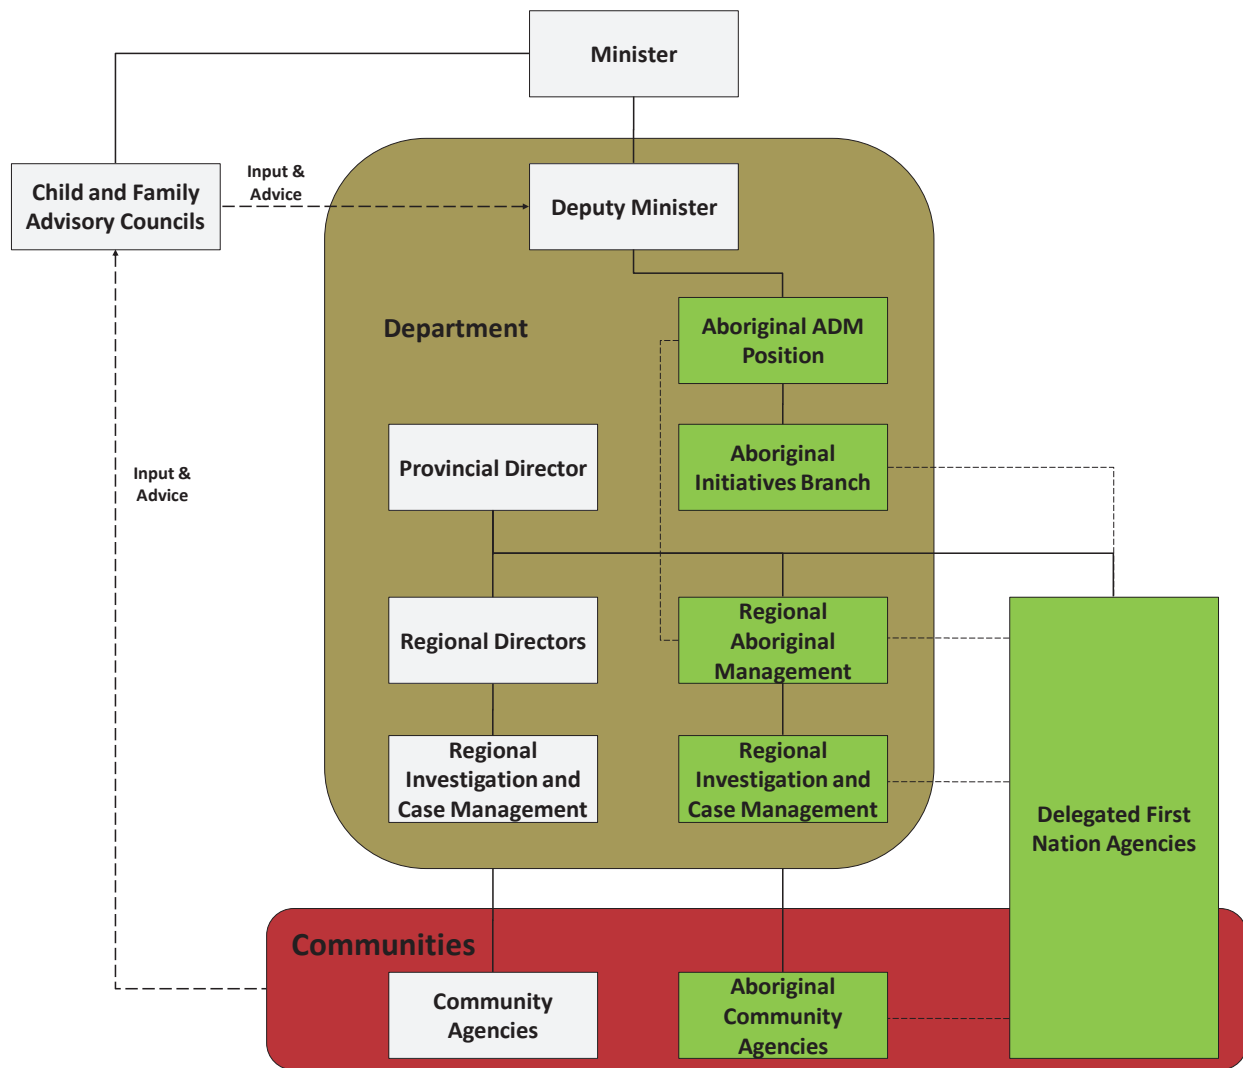 Minister
Child and Family
Advisory Councils
Input &
Advice
Deputy Minister
Department
Aboriginal ADM
Position
Provincial Director
Aboriginal
Initiatives Branch
Input &
Advice
Regional Directors
Regional
Aboriginal
Management
Regional
Investigation and
Case Management
Regional
Investigation and
Case Management
Delegated First
Nation Agencies
Communities
Community
Agencies
Aboriginal
Community
Agencies